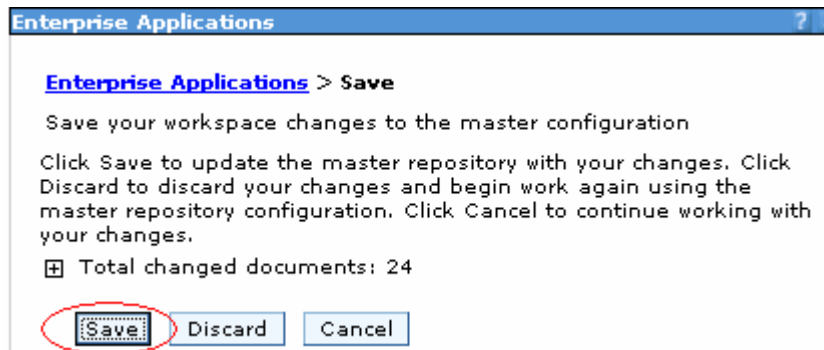 Enterprise Applications ?
Enterprise Applications > Save
Save your workspace changes to the master configuration
Click Save to update the master repository with your changes. Click
Discard to discard your changes and begin work again using the
master repository configuration. Click Cancel to continue working with
your changes.
Total changed documents: 24
Save Discard Cancel